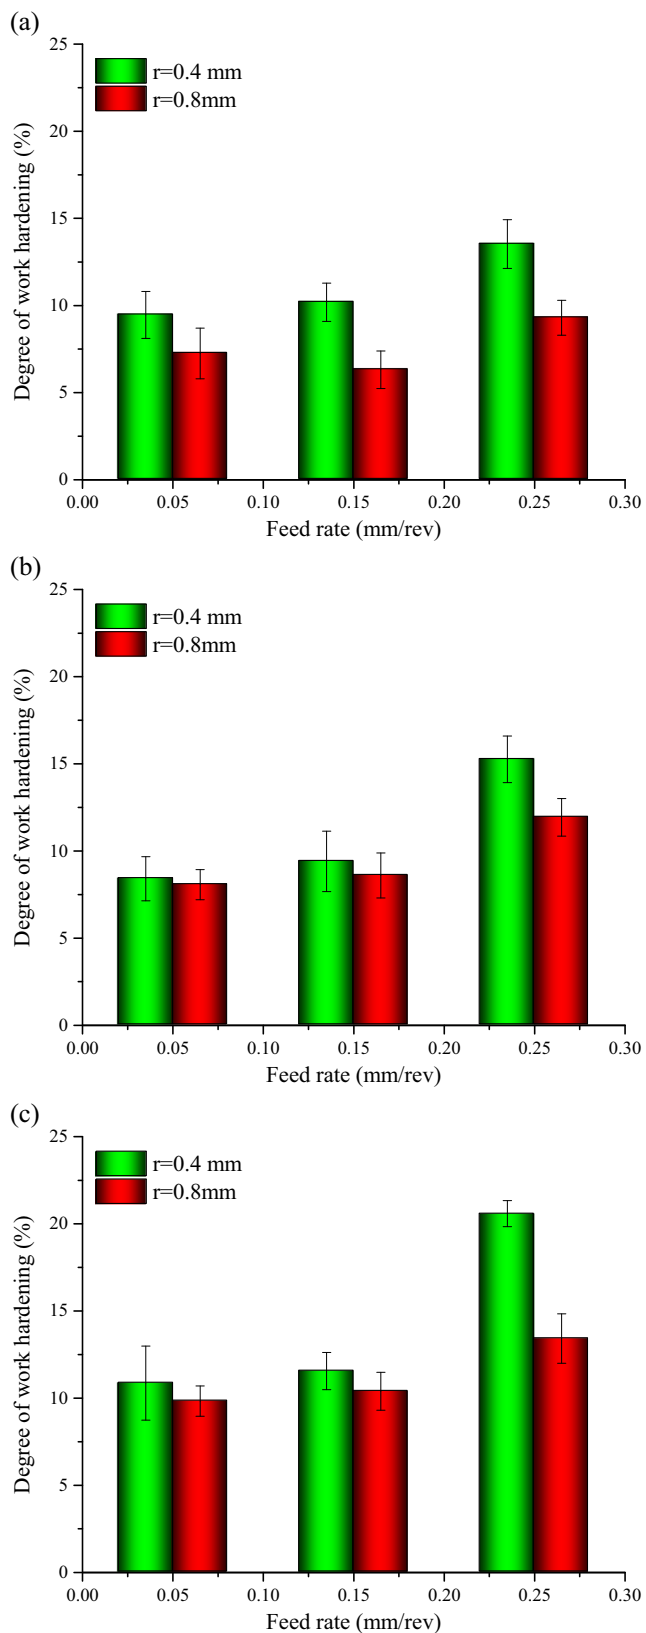 (a)
25
20
15
10
5
0
Degree of work hardening (%)
r=0.4 mm
r=0.8mm
0.00 0.05 0.10 0.15 0.20 0.25 0.30
Feed rate (mm/rev)
(b)
25
20
15
10
5
0
Degree of work hardening (%)
r=0.4 mm
r=0.8mm
0.00 0.05 0.10 0.15 0.20 0.25 0.30
Feed rate (mm/rev)
(c)
25
20
15
10
5
0
Degree of work hardening (%)
r=0.4 mm
r=0.8mm
0.00 0.05 0.10 0.15 0.20 0.25 0.30
Feed rate (mm/rev)